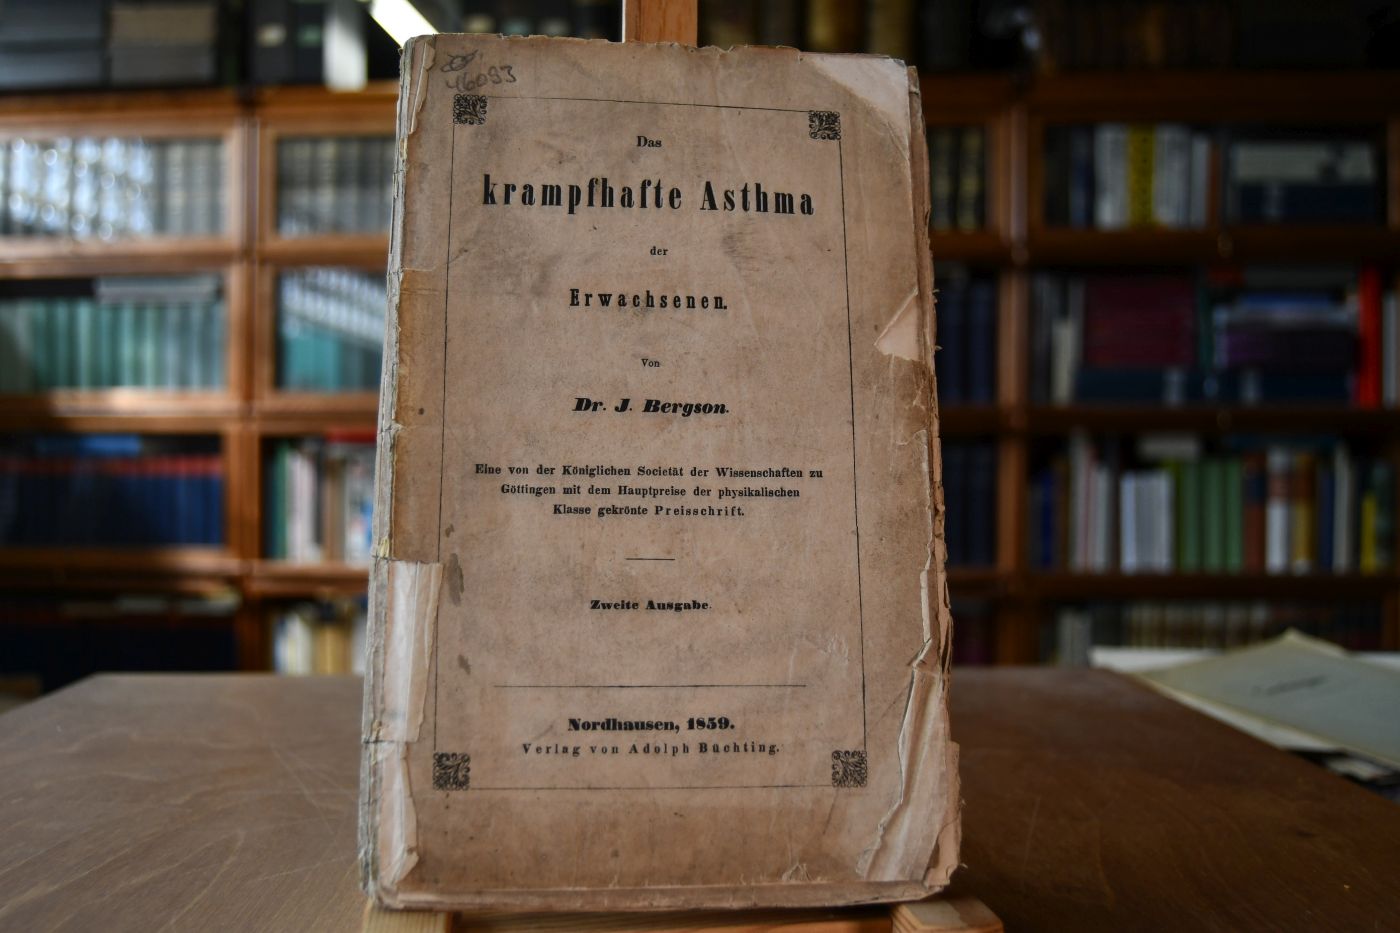 46093
Das
krampfhafte Asthma
der
Erwachsenen.
Von
Dr. J. Bergson.
Eine von der Königlichen Societät der Wissenschaften zu
Göttingen mit dem Hauptpreise der physikalischen
Klasse gekrönte Preisschrift.
Zweite Ausgabe.
Nordhausen, 1859.
Verlag von Adolph Büchting.